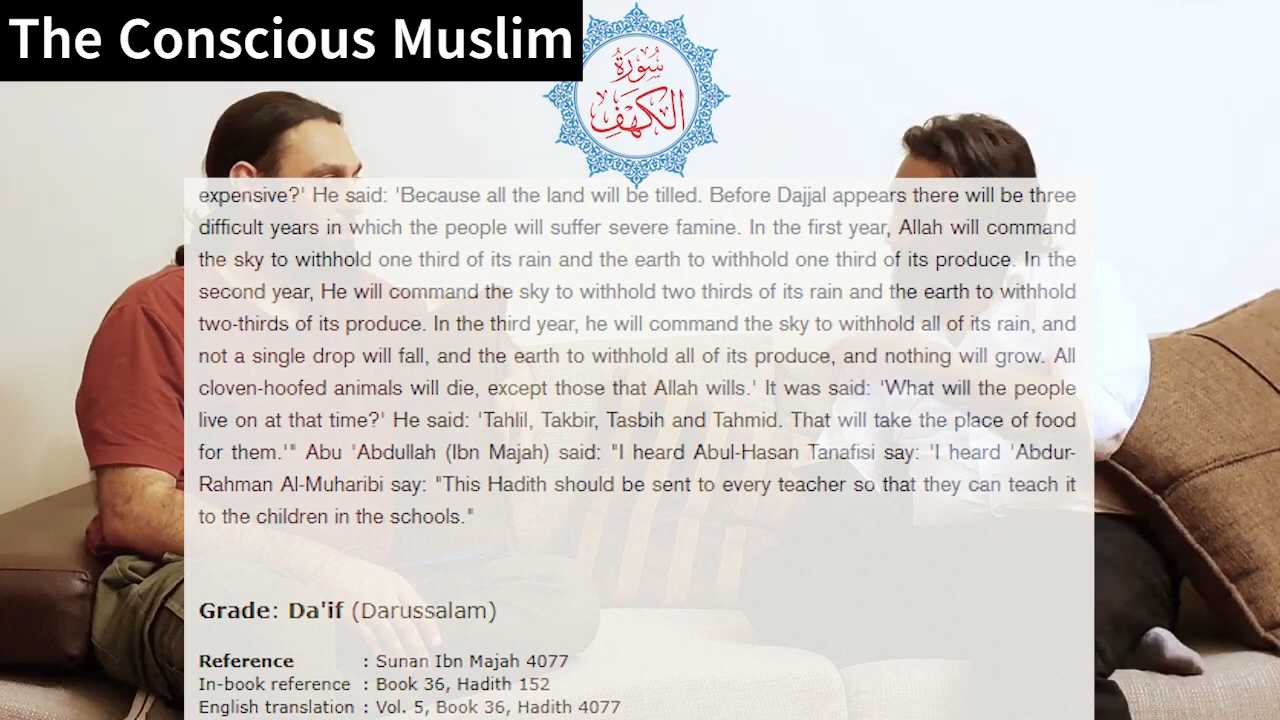 The Conscious Muslim
سُورَةُ
الكَهْفِ
expensive?' He said: 'Because all the land will be tilled. Before Dajjal appears there will be three
difficult years in which the people will suffer severe famine. In the first year, Allah will command
the sky to withhold one third of its rain and the earth to withhold one third of its produce. In the
second year, He will command the sky to withhold two thirds of its rain and the earth to withhold
two-thirds of its produce. In the third year, he will command the sky to withhold all of its rain, and
not a single drop will fall, and the earth to withhold all of its produce, and nothing will grow. All
cloven-hoofed animals will die, except those that Allah wills.' It was said: 'What will the people
live on at that time?' He said: 'Tahlil, Takbir, Tasbih and Tahmid. That will take the place of food
for them.'" Abu 'Abdullah (Ibn Majah) said: "I heard Abul-Hasan Tanafisi say: 'I heard 'Abdur-
Rahman Al-Muharibi say: "This Hadith should be sent to every teacher so that they can teach it
to the children in the schools."
Grade: Da'if (Darussalam)
Reference : Sunan Ibn Majah 4077
In-book reference : Book 36, Hadith 152
English translation : Vol. 5, Book 36, Hadith 4077